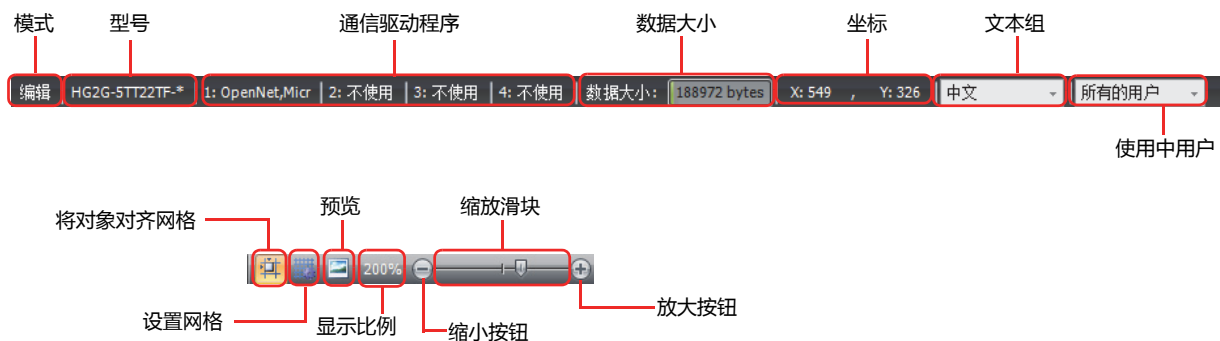 模式 型号 通信驱动程序 数据大小 坐标 文本组
编辑 HG2G-5TT22TF-* 1: OpenNet,Micr 2: 不使用 3: 不使用 4: 不使用 数据大小: 188972 bytes X: 549 , Y: 326 中文 所有的用户
使用中用户
预览 缩放滑块
将对象对齐网格
200%
放大按钮
设置网格 显示比例 缩小按钮